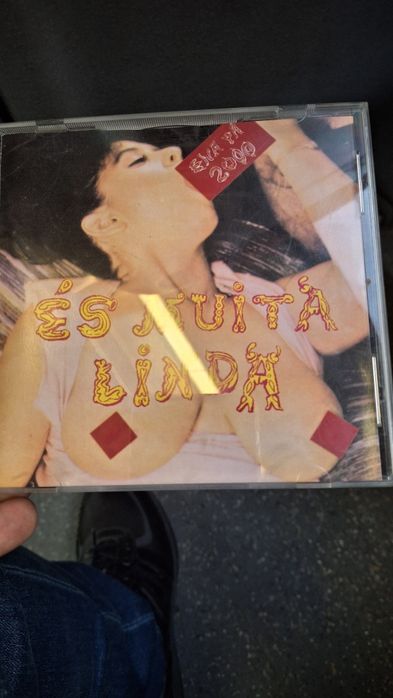 ENA PÁ
2000
ÉS MUITA
LINDA